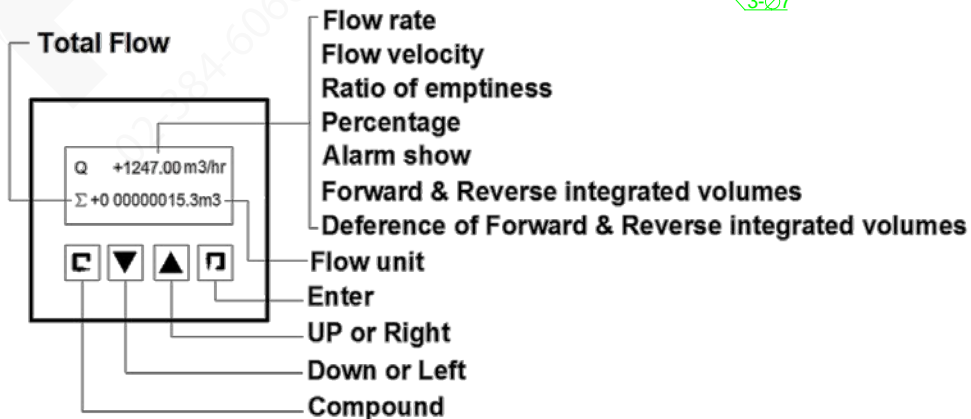 3-∅7
Total Flow
Flow rate
Flow velocity
Ratio of emptiness
Percentage
Alarm show
Forward & Reverse integrated volumes
Deference of Forward & Reverse integrated volumes
Q +1247.00 m3/hr
Σ +0 00000015.3m3
Flow unit
Enter
UP or Right
Down or Left
Compound